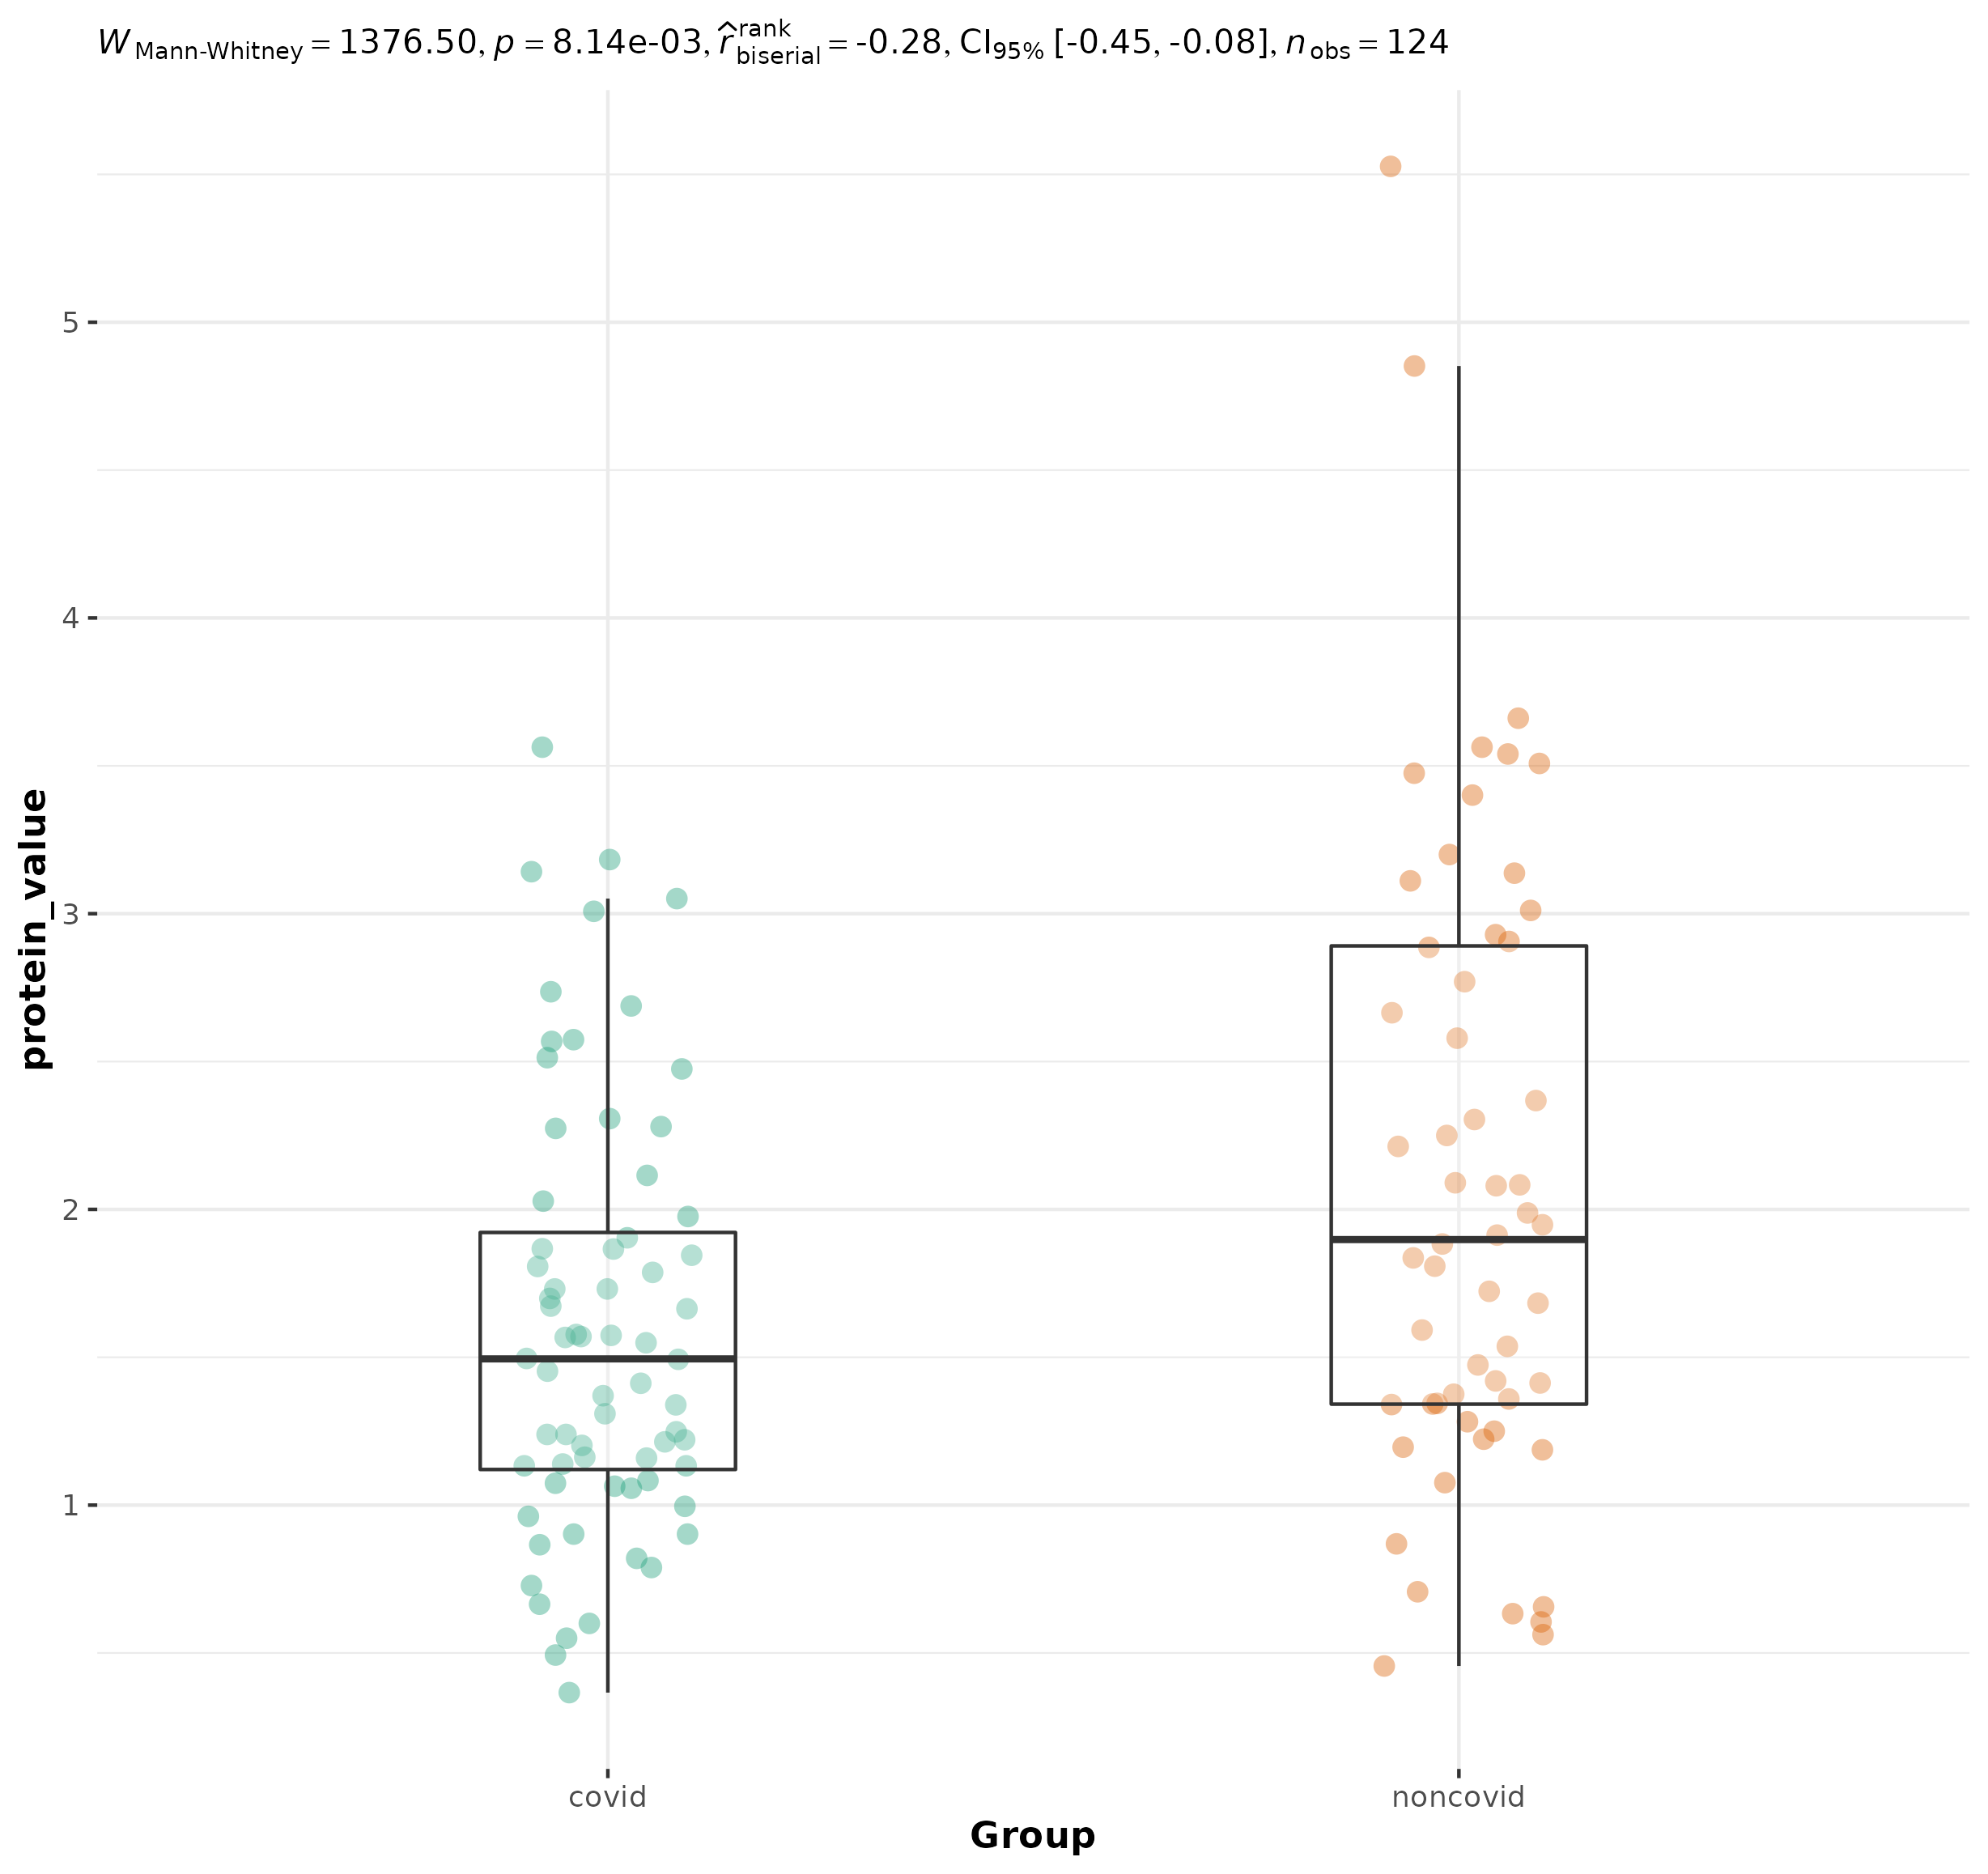 W Mann-Whitney = 1376.50, p = 8.14e-03, r̂ rank biserial = -0.28, CI95% [-0.45, -0.08], n obs = 124
protein_value
5
4
3
2
1
covid noncovid
Group